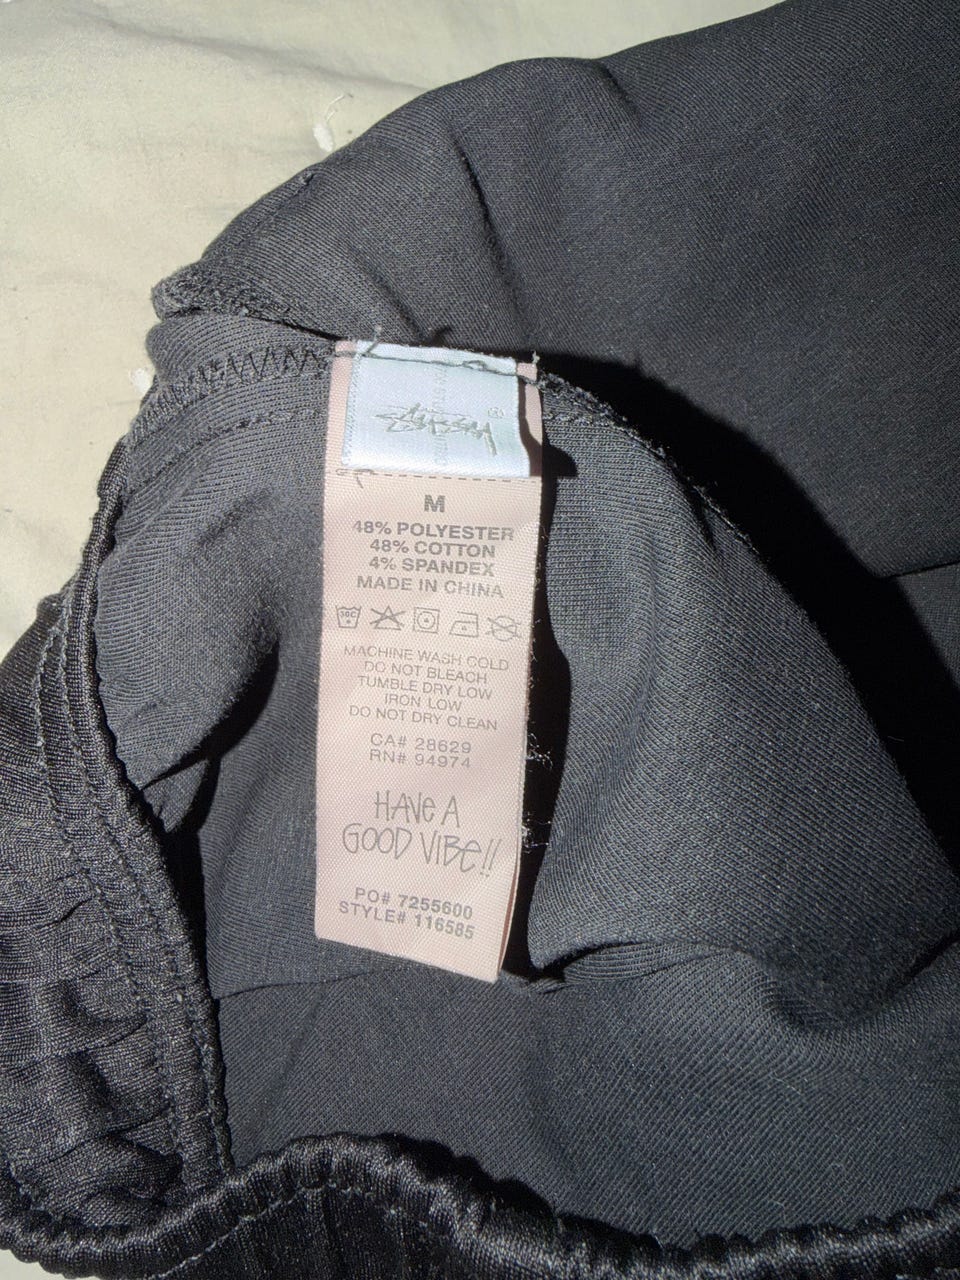 Stüssy®
M
48% POLYESTER
48% COTTON
4% SPANDEX
MADE IN CHINA
MACHINE WASH COLD
DO NOT BLEACH
TUMBLE DRY LOW
IRON LOW
DO NOT DRY CLEAN
CA# 28629
RN# 94974
HAVE A
GOOD VIBE!!
PO# 7255600
STYLE# 116585